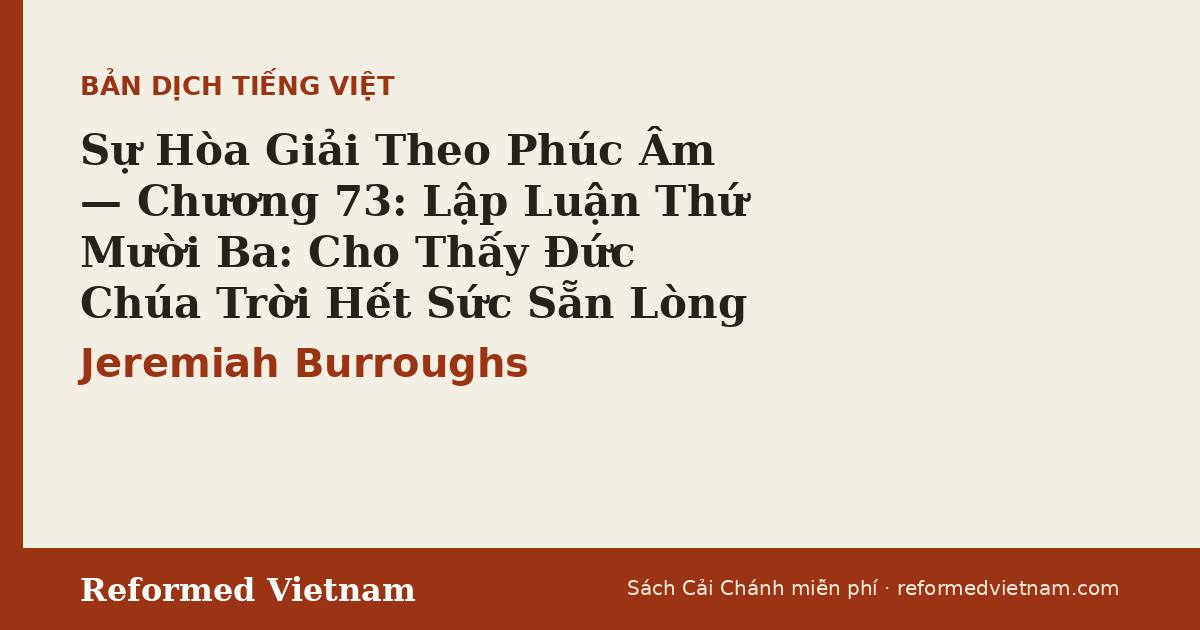 BẢN DỊCH TIẾNG VIỆT
Sự Hòa Giải Theo Phúc Âm
— Chương 73: Lập Luận Thứ
Mười Ba: Cho Thấy Đức
Chúa Trời Hết Sức Sẵn Lòng
Jeremiah Burroughs
Reformed Vietnam
Sách Cải Chánh miễn phí · reformedvietnam.com